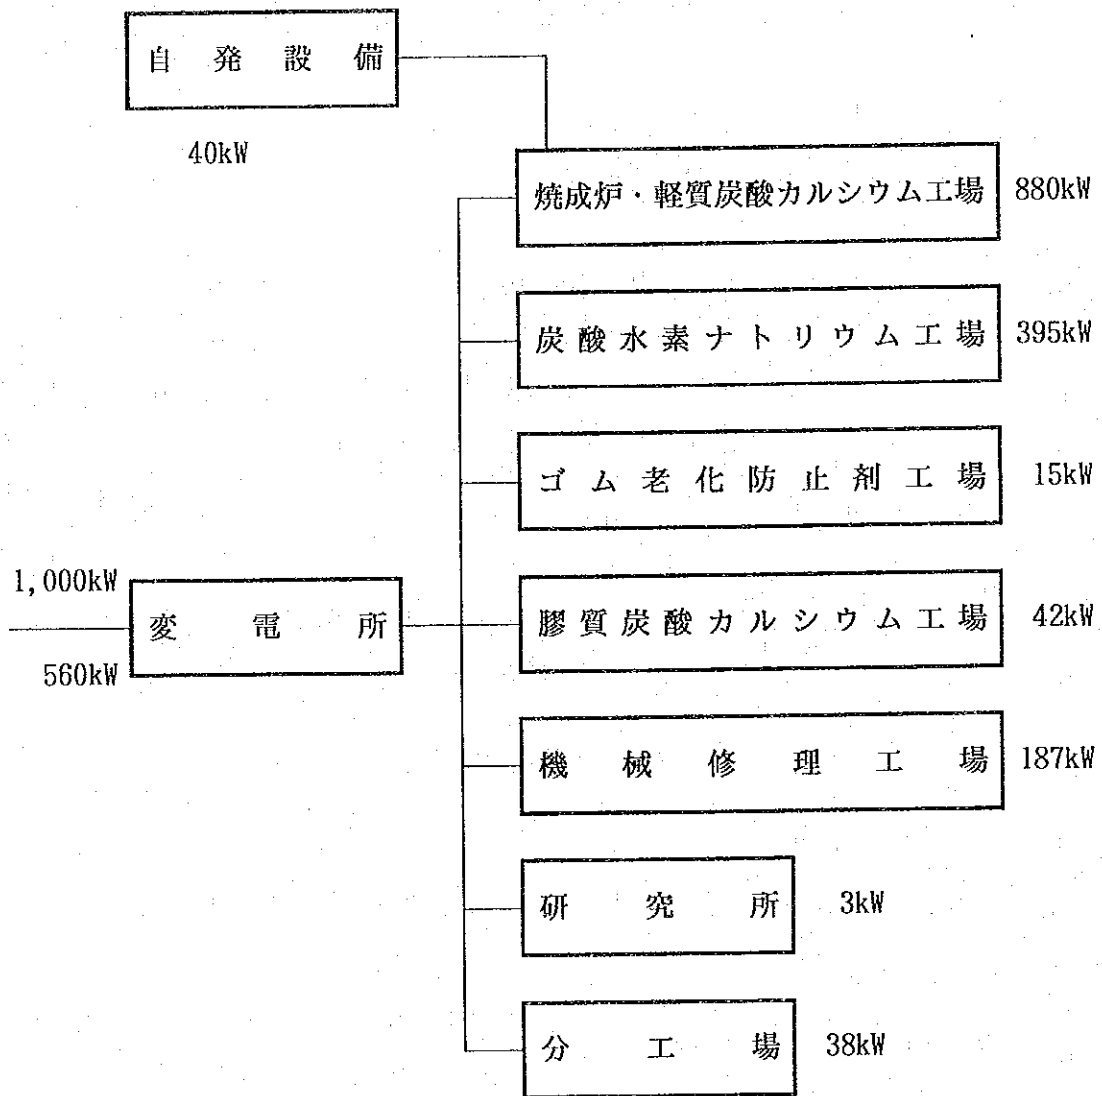 自発設備
40kW
焼成炉・軽質炭酸カルシウム工場 880kW
炭酸水素ナトリウム工場 395kW
ゴム老化防止剤工場 15kW
1,000kW
変電所
560kW
膠質炭酸カルシウム工場 42kW
機械修理工場 187kW
研究所 3kW
分工場 38kW